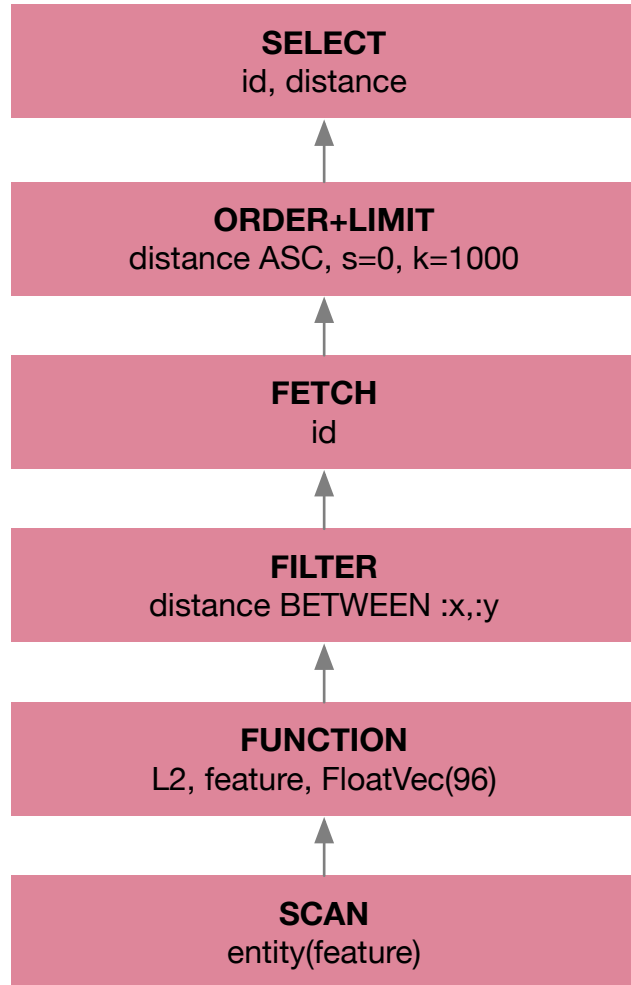 SELECT
id, distance
ORDER+LIMIT
distance ASC, s=0, k=1000
FETCH
id
FILTER
distance BETWEEN :x,:y
FUNCTION
L2, feature, FloatVec(96)
SCAN
entity(feature)